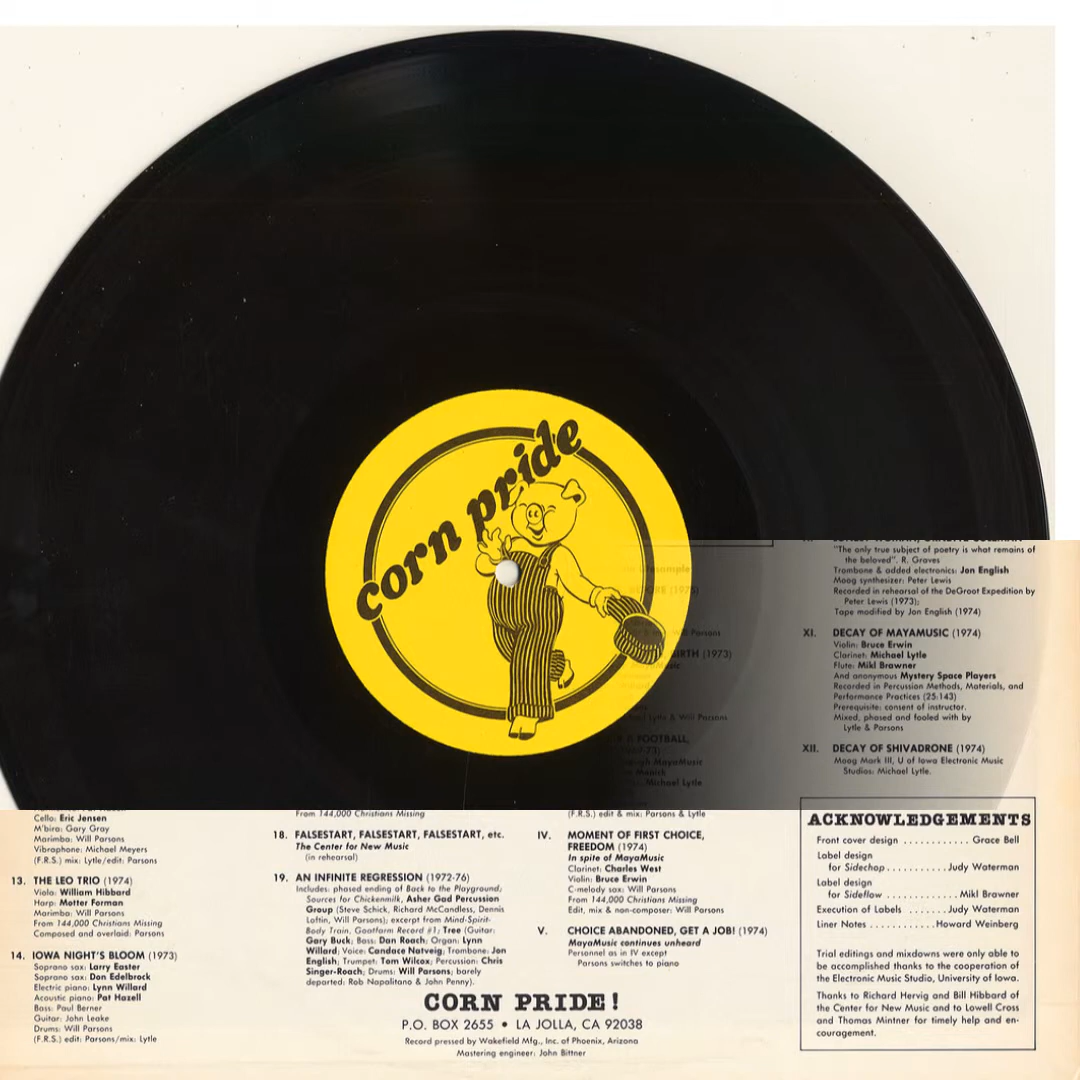 corn pride
"The only true subject of poetry is what remains of
the beloved". R. Graves
Trombone & added electronics: Jon English
Moog synthesizer: Peter Lewis
Recorded in rehearsal of the DeGroot Expedition by
Peter Lewis (1973);
Tape modified by Jon English (1974)
XI. DECAY OF MAYAMUSIC (1974)
Violin: Bruce Erwin
Clarinet: Michael Lytle
Flute: Mikl Brawner
And anonymous Mystery Space Players
Recorded in Percussion Methods, Materials, and
Performance Practices (25:143)
Prerequisite: consent of instructor.
Mixed, phased and fooled with by
Lytle & Parsons
XII. DECAY OF SHIVADRONE (1974)
Moog Mark III, U of Iowa Electronic Music
Studios: Michael Lytle.
BIRTH (1973)
Will Parsons
Lytle & Will Parsons
FOOTBALL,
MayaMusic
Michael Lytle
Cello: Eric Jensen
M'bira: Gary Gray
Marimba: Will Parsons
Vibraphone: Michael Meyers
(F.R.S.) mix: Lytle/edit: Parsons
13. THE LEO TRIO (1974)
Viola: William Hibbard
Harp: Motter Forman
Marimba: Will Parsons
From 144,000 Christians Missing
Composed and overlaid: Parsons
14. IOWA NIGHT'S BLOOM (1973)
Soprano sax: Larry Easter
Soprano sax: Dan Edelbrock
Electric piano: Lynn Willard
Acoustic piano: Pat Hazell
Bass: Paul Berner
Guitar: John Leake
Drums: Will Parsons
(F.R.S.) edit: Parsons/mix: Lytle
From 144,000 Christians Missing
18. FALSESTART, FALSESTART, FALSESTART, etc.
The Center for New Music
(in rehearsal)
19. AN INFINITE REGRESSION (1972-76)
Includes: phased ending of Back to the Playground;
Sources for Chickenmilk, Asher Gad Percussion
Group (Steve Schick, Richard McCandless, Dennis
Loftin, Will Parsons); excerpt from Mind-Spirit-
Body Train, Goatform Record #1; Tree (Guitar:
Gary Buck; Bass: Dan Roach; Organ: Lynn
Willard; Voice: Candace Natveig; Trombone: Jon
English; Trumpet: Tom Wilcox; Percussion: Chris
Singer-Roach; Drums: Will Parsons; barely
departed: Rob Napolitano & John Penny).
(F.R.S.) edit & mix: Parsons & Lytle
IV. MOMENT OF FIRST CHOICE,
FREEDOM (1974)
In spite of MayaMusic
Clarinet: Charles West
Violin: Bruce Erwin
C-melody sax: Will Parsons
From 144,000 Christians Missing
Edit, mix & non-composer: Will Parsons
V. CHOICE ABANDONED, GET A JOB! (1974)
MayaMusic continues unheard
Personnel as in IV except
Parsons switches to piano
CORN PRIDE!
P.O. BOX 2655 • LA JOLLA, CA 92038
Record pressed by Wakefield Mfg., Inc. of Phoenix, Arizona
Mastering engineer: John Bittner
ACKNOWLEDGEMENTS
Front cover design ............ Grace Bell
Label design
for Sidechop ........... Judy Waterman
Label design
for Sideflow ............. Mikl Brawner
Execution of Labels ....... Judy Waterman
Liner Notes ........... Howard Weinberg
Trial editings and mixdowns were only able to
be accomplished thanks to the cooperation of
the Electronic Music Studio, University of Iowa.
Thanks to Richard Hervig and Bill Hibbard of
the Center for New Music and to Lowell Cross
and Thomas Mintner for timely help and en-
couragement.